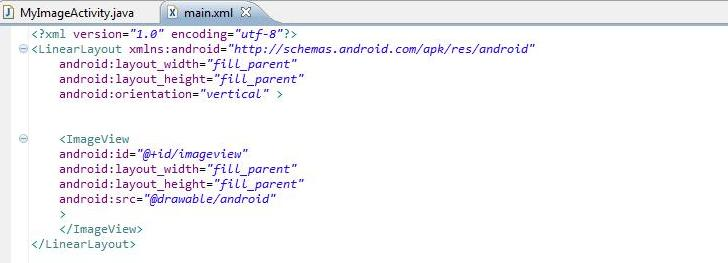 MyImageActivity.java main.xml
<?xml version="1.0" encoding="utf-8"?>
<LinearLayout xmlns:android="http://schemas.android.com/apk/res/android"
android:layout_width="fill_parent"
android:layout_height="fill_parent"
android:orientation="vertical" >
<ImageView
android:id="@+id/imageview"
android:layout_width="fill_parent"
android:layout_height="fill_parent"
android:src="@drawable/android"
>
</ImageView>
</LinearLayout>